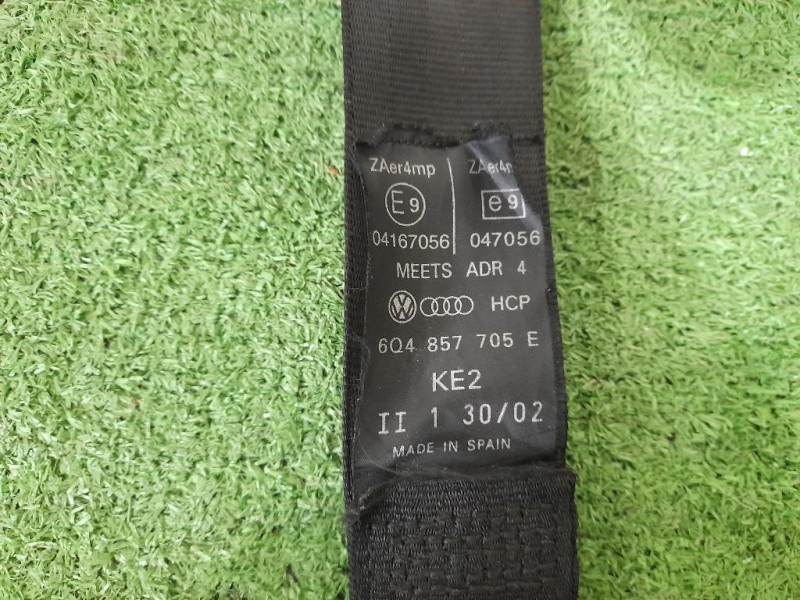 ZAer4mp ZAer4m
E9 e9
04167056 047056
MEETS ADR 4
VW HCP
6Q4 857 705 E
KE2
II 1 30/02
MADE IN SPAIN